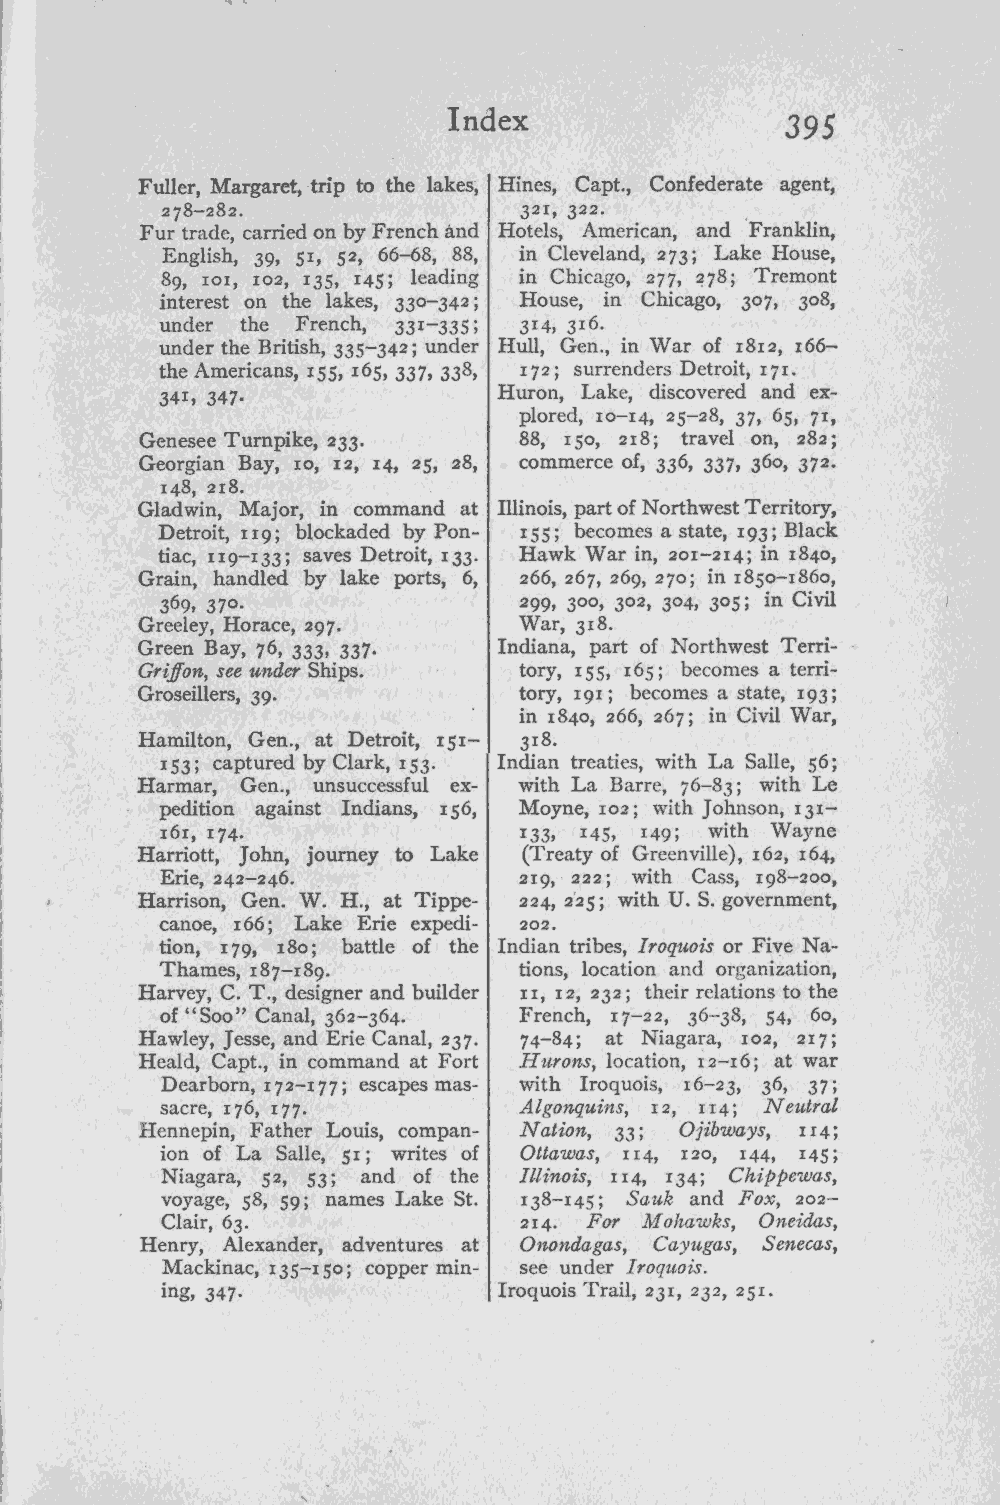 Index
395
Fuller, Margaret, trip to the lakes,
278–282.
Fur trade, carried on by French and
English, 39, 51, 52, 66–68, 88,
89, 101, 102, 135, 145; leading
interest on the lakes, 330–342;
under the French, 331–335;
under the British, 335–342; under
the Americans, 155, 165, 337, 338,
341, 347.
Genesee Turnpike, 233.
Georgian Bay, 10, 12, 14, 25, 28,
148, 218.
Gladwin, Major, in command at
Detroit, 119; blockaded by Pon-
tiac, 119–133; saves Detroit, 133.
Grain, handled by lake ports, 6,
369, 370.
Greeley, Horace, 297.
Green Bay, 76, 333, 337.
Griffon, see under Ships.
Groseillers, 39.
Hamilton, Gen., at Detroit, 151–
153; captured by Clark, 153.
Harmar, Gen., unsuccessful ex-
pedition against Indians, 156,
161, 174.
Harriott, John, journey to Lake
Erie, 242–246.
Harrison, Gen. W. H., at Tippe-
canoe, 166; Lake Erie expedi-
tion, 179, 180; battle of the
Thames, 187–189.
Harvey, C. T., designer and builder
of "Soo" Canal, 362–364.
Hawley, Jesse, and Erie Canal, 237.
Heald, Capt., in command at Fort
Dearborn, 172–177; escapes mas-
sacre, 176, 177.
Hennepin, Father Louis, compan-
ion of La Salle, 51; writes of
Niagara, 52, 53; and of the
voyage, 58, 59; names Lake St.
Clair, 63.
Henry, Alexander, adventures at
Mackinac, 135–150; copper min-
ing, 347.
Hines, Capt., Confederate agent,
321, 322.
Hotels, American, and Franklin,
in Cleveland, 273; Lake House,
in Chicago, 277, 278; Tremont
House, in Chicago, 307, 308,
314, 316.
Hull, Gen., in War of 1812, 166–
172; surrenders Detroit, 171.
Huron, Lake, discovered and ex-
plored, 10–14, 25–28, 37, 65, 71,
88, 150, 218; travel on, 282;
commerce of, 336, 337, 360, 372.
Illinois, part of Northwest Territory,
155; becomes a state, 193; Black
Hawk War in, 201–214; in 1840,
266, 267, 269, 270; in 1850–1860,
299, 300, 302, 304, 305; in Civil
War, 318.
Indiana, part of Northwest Terri-
tory, 155, 165; becomes a terri-
tory, 191; becomes a state, 193;
in 1840, 266, 267; in Civil War,
318.
Indian treaties, with La Salle, 56;
with La Barre, 76–83; with Le
Moyne, 102; with Johnson, 131–
133, 145, 149; with Wayne
(Treaty of Greenville), 162, 164,
219, 222; with Cass, 198–200,
224, 225; with U. S. government,
202.
Indian tribes, Iroquois or Five Na-
tions, location and organization,
11, 12, 232; their relations to the
French, 17–22, 36–38, 54, 60,
74–84; at Niagara, 102, 217;
Hurons, location, 12–16; at war
with Iroquois, 16–23, 36, 37;
Algonquins, 12, 114; Neutral
Nation, 33; Ojibways, 114;
Ottawas, 114, 120, 144, 145;
Illinois, 114, 134; Chippewas,
138–145; Sauk and Fox, 202–
214. For Mohawks, Oneidas,
Onondagas, Cayugas, Senecas,
see under Iroquois.
Iroquois Trail, 231, 232, 251.